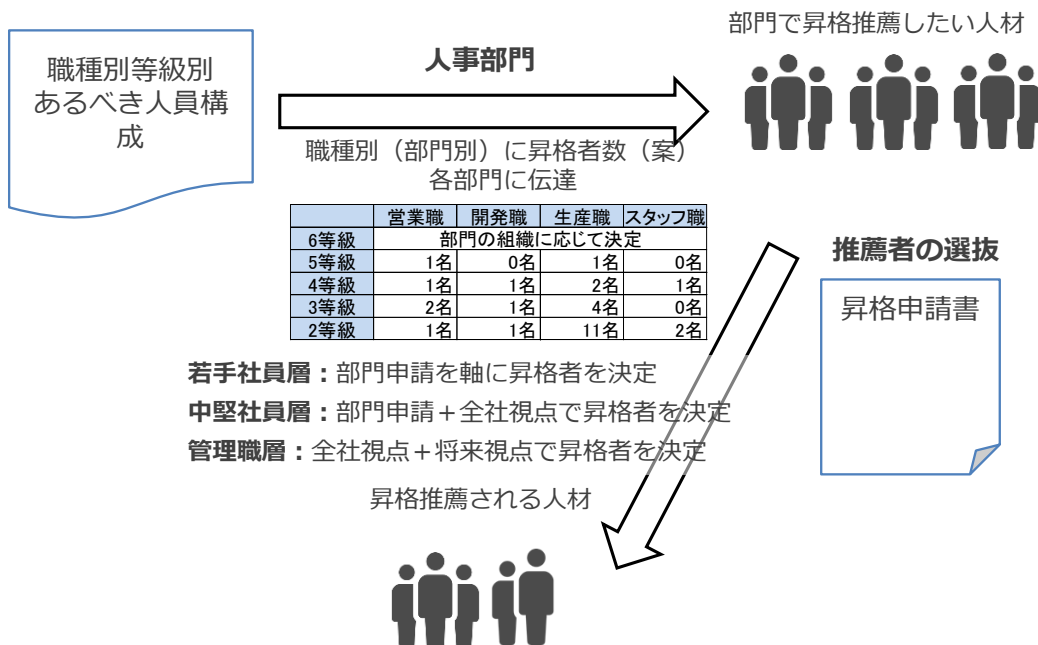 職種別等級別
あるべき人員構
成
人事部門
部門で昇格推薦したい人材
職種別（部門別）に昇格者数（案）
各部門に伝達
営業職 開発職 生産職 スタッフ職
6等級 部門の組織に応じて決定
5等級 1名 0名 1名 0名
4等級 1名 1名 2名 1名
3等級 2名 1名 4名 0名
2等級 1名 1名 11名 2名
推薦者の選抜
昇格申請書
若手社員層：部門申請を軸に昇格者を決定
中堅社員層：部門申請＋全社視点で昇格者を決定
管理職層：全社視点＋将来視点で昇格者を決定
昇格推薦される人材